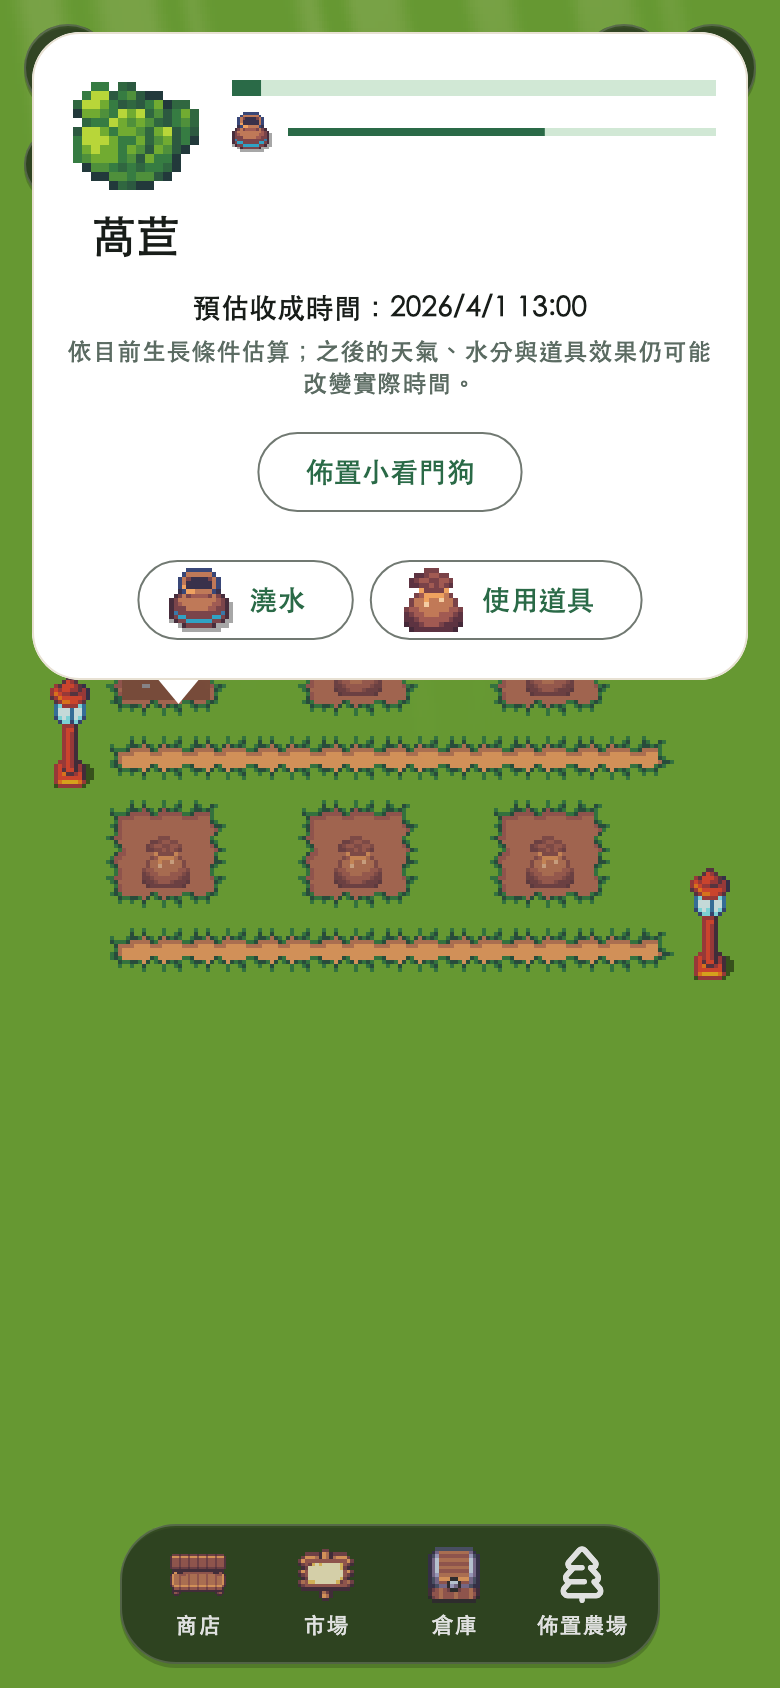 萵苣
預估收成時間：2026/4/1 13:00
依目前生長條件估算；之後的天氣、水分與道具效果仍可能
改變實際時間。
佈置小看門狗
澆水
使用道具
商店
市場
倉庫
佈置農場